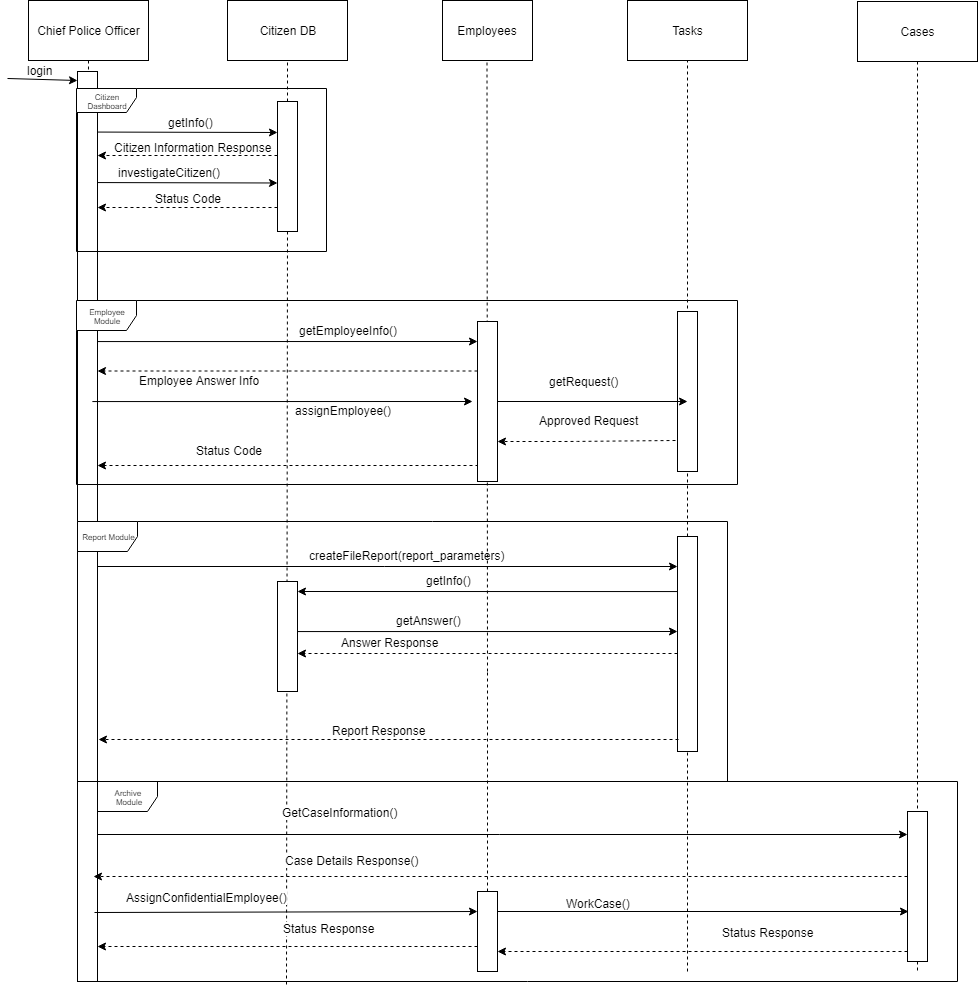 Chief Police Officer
Citizen DB
Employees
Tasks
Cases
login
Citizen
Dashboard
getInfo()
Citizen Information Response
investigateCitizen()
Status Code
Employee
Module
getEmployeeInfo()
Employee Answer Info
getRequest()
assignEmployee()
Approved Request
Status Code
Report Module
createFileReport(report_parameters)
getInfo()
getAnswer()
Answer Response
Report Response
Archive
Module
GetCaseInformation()
Case Details Response()
AssignConfidentialEmployee()
WorkCase()
Status Response
Status Response